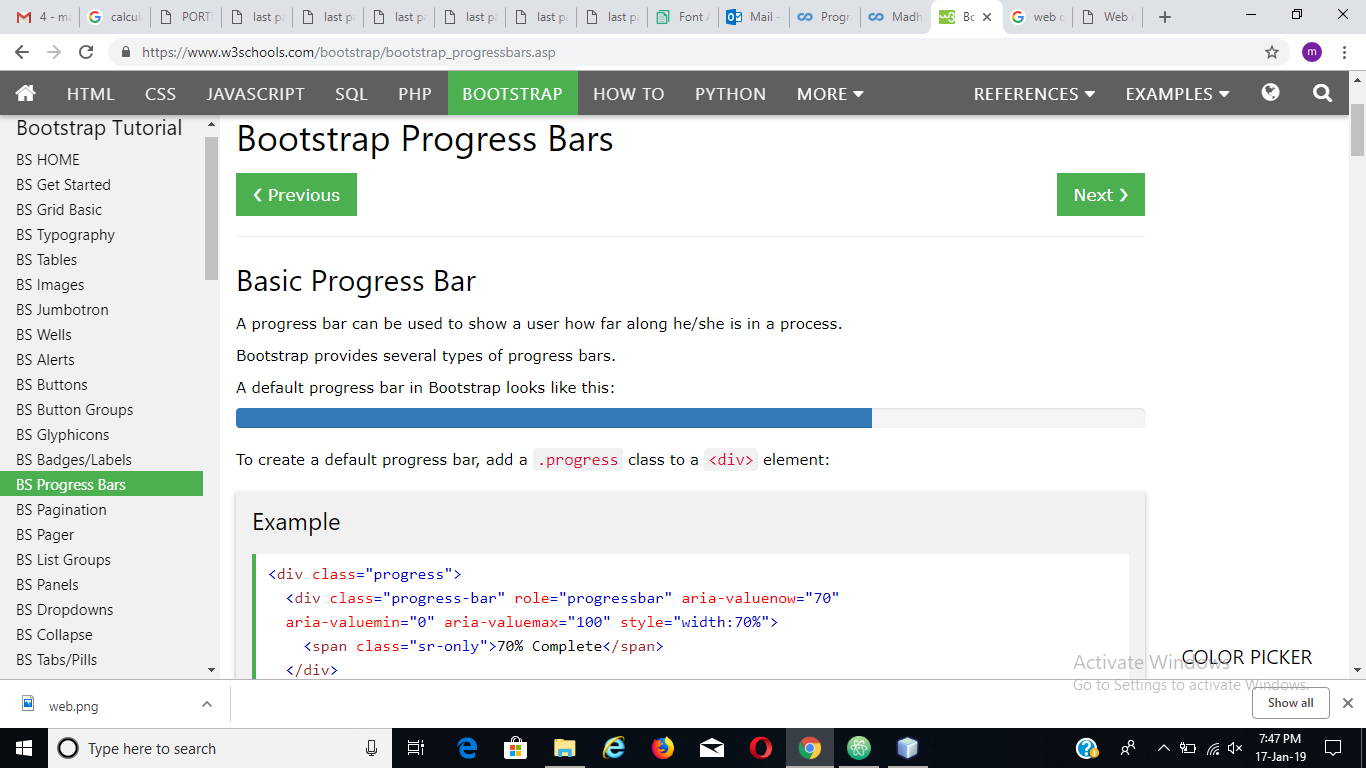 4 - ma
calcul
PORT
last pa
last pa
last pa
last pa
last po
last po
Font A
Mail -
Progr
Madh
Bo
web c
Web
https://www.w3schools.com/bootstrap/bootstrap_progressbars.asp
m
HTML CSS JAVASCRIPT SQL PHP BOOTSTRAP HOW TO PYTHON MORE REFERENCES EXAMPLES
Bootstrap Tutorial
BS HOME
BS Get Started
BS Grid Basic
BS Typography
BS Tables
BS Images
BS Jumbotron
BS Wells
BS Alerts
BS Buttons
BS Button Groups
BS Glyphicons
BS Badges/Labels
BS Progress Bars
BS Pagination
BS Pager
BS List Groups
BS Panels
BS Dropdowns
BS Collapse
BS Tabs/Pills
Bootstrap Progress Bars
❮ Previous
Next ❯
Basic Progress Bar
A progress bar can be used to show a user how far along he/she is in a process.
Bootstrap provides several types of progress bars.
A default progress bar in Bootstrap looks like this:
To create a default progress bar, add a .progress class to a <div> element:
Example
<div class="progress">
<div class="progress-bar" role="progressbar" aria-valuenow="70"
aria-valuemin="0" aria-valuemax="100" style="width:70%">
<span class="sr-only">70% Complete</span>
</div>
COLOR PICKER
Activate Windows
Go to Settings to activate Windows.
web.png
Show all
Type here to search
7:47 PM
17-Jan-19